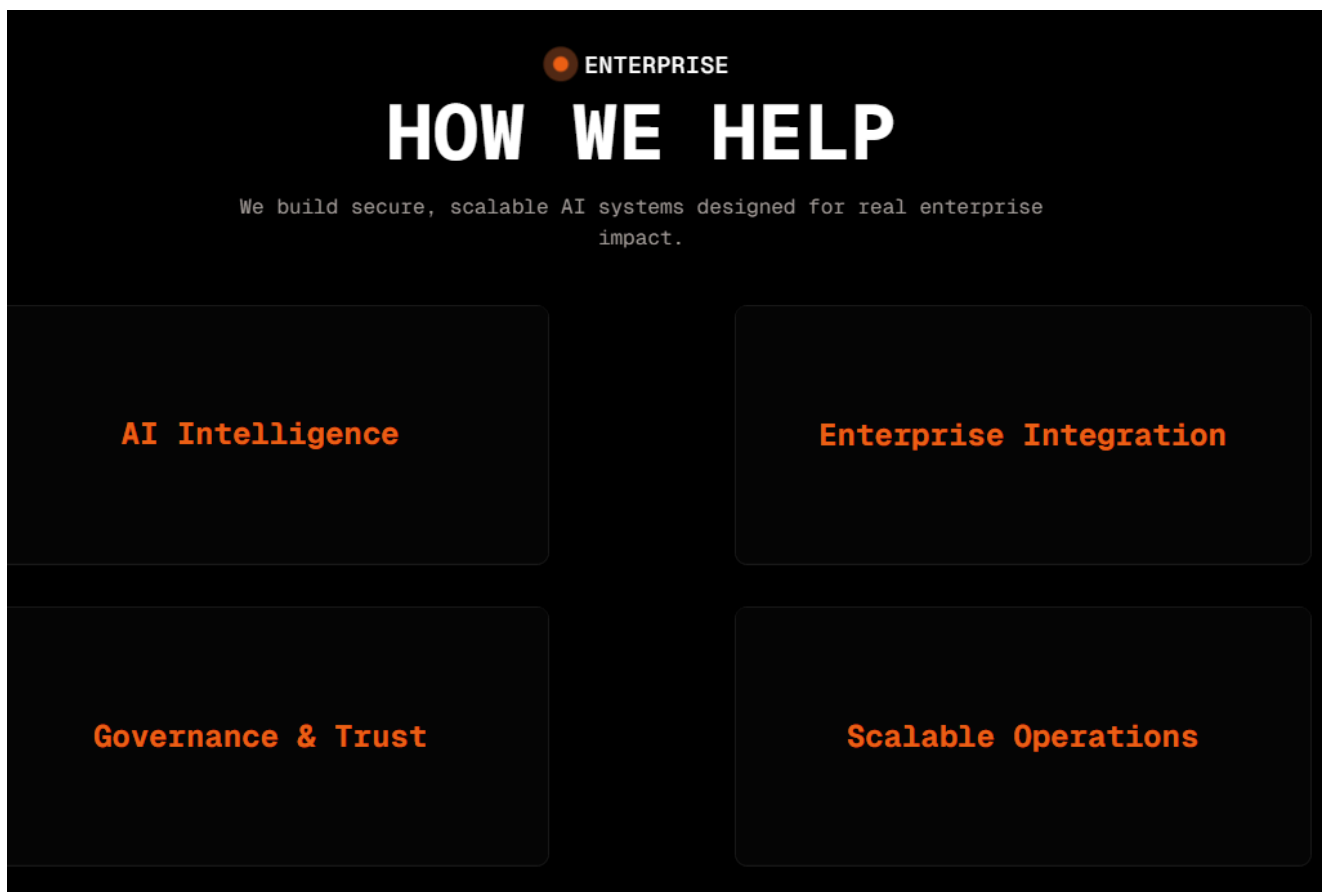 ENTERPRISE
HOW WE HELP
We build secure, scalable AI systems designed for real enterprise
impact.
AI Intelligence
Enterprise Integration
Governance & Trust
Scalable Operations